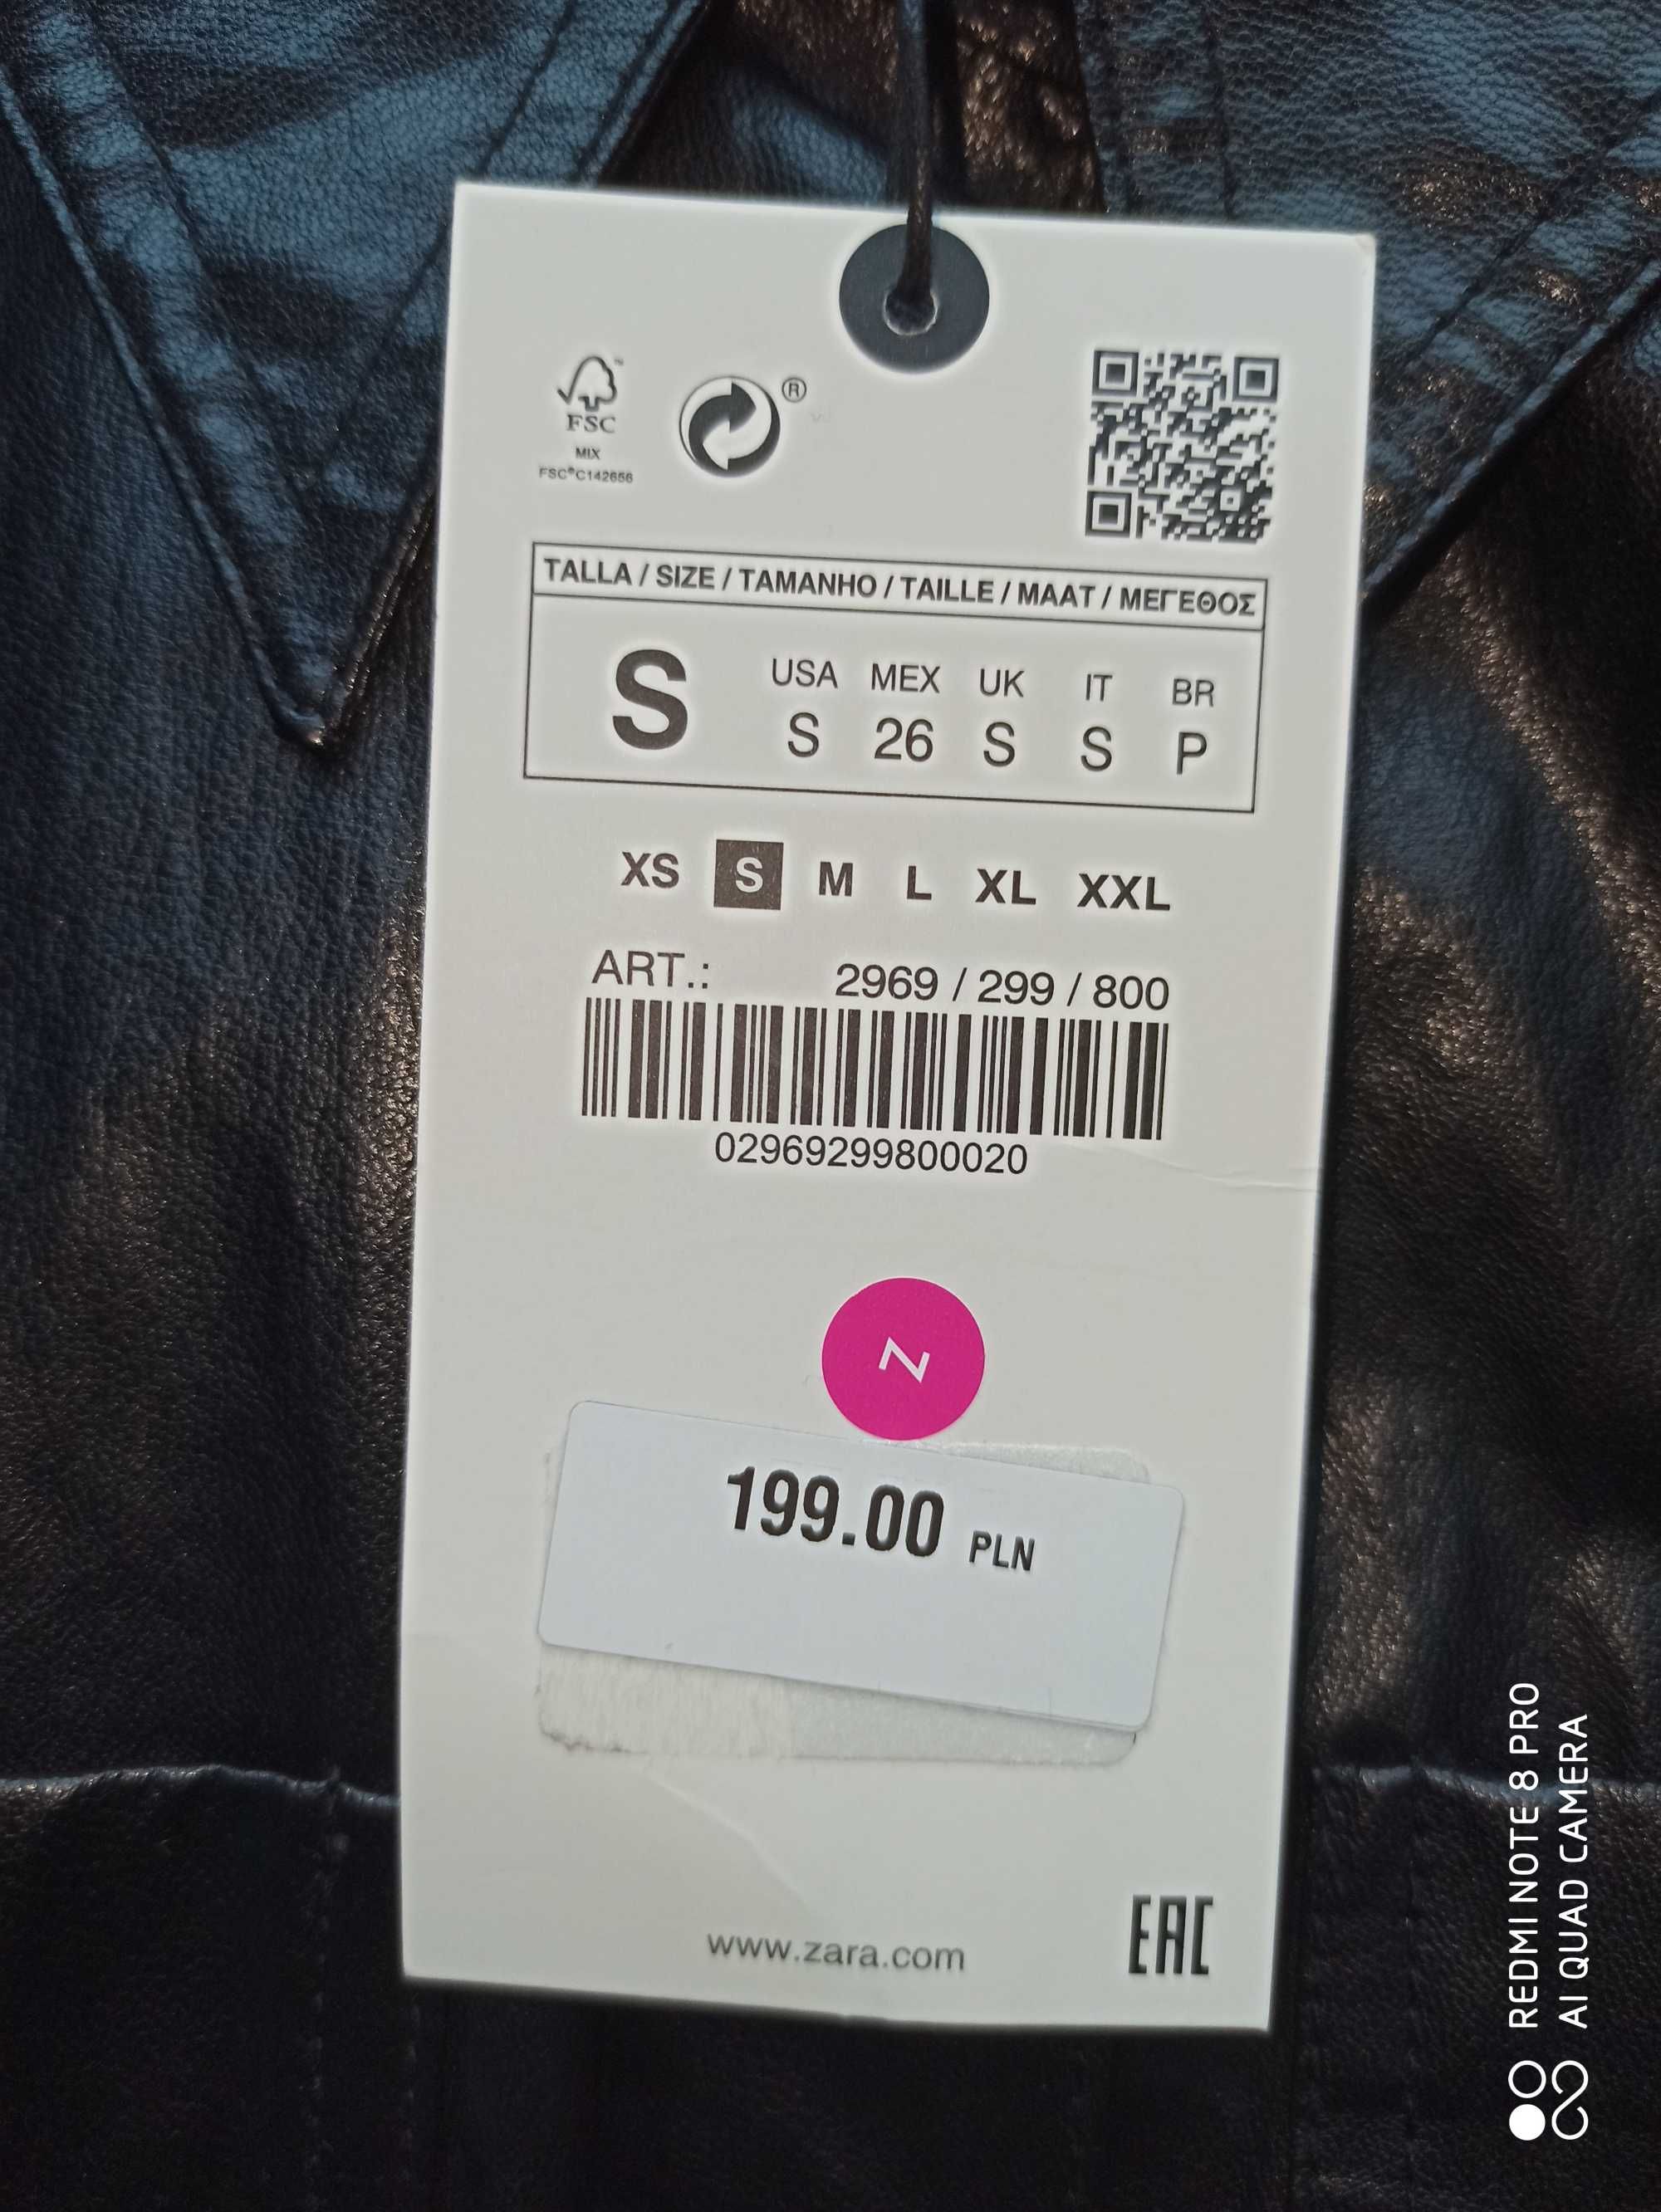 FSC
MIX
FSC®C142656
TALLA / SIZE / TAMANHO / TAILLE / MAAT / ΜΕΓΕΘΟΣ
S
USA MEX UK IT BR
S 26 S S P
XS S M L XL XXL
ART.: 2969 / 299 / 800
02969299800020
Z
199.00 PLN
www.zara.com
EAC
REDMI NOTE 8 PRO
AI QUAD CAMERA